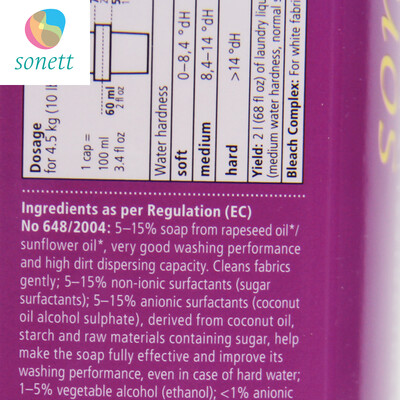 sonett
Dosage
for 4.5 kg (10 lb
1 cap =
100 ml
3.4 fl oz
60 ml
2 fl oz
Water hardness
soft 0–8,4 °dH
medium 8,4–14 °dH
hard >14 °dH
Yield: 2 l (68 fl oz) of laundry liqu
(medium water hardness, normal s
Bleach Complex: For white fabric
Ingredients as per Regulation (EC)
No 648/2004: 5–15% soap from rapeseed oil*/
sunflower oil*, very good washing performance
and high dirt dispersing capacity. Cleans fabrics
gently; 5–15% non-ionic surfactants (sugar
surfactants); 5–15% anionic surfactants (coconut
oil alcohol sulphate), derived from coconut oil,
starch and raw materials containing sugar, help
make the soap fully effective and improve its
washing performance, even in case of hard water;
1–5% vegetable alcohol (ethanol); <1% anionic